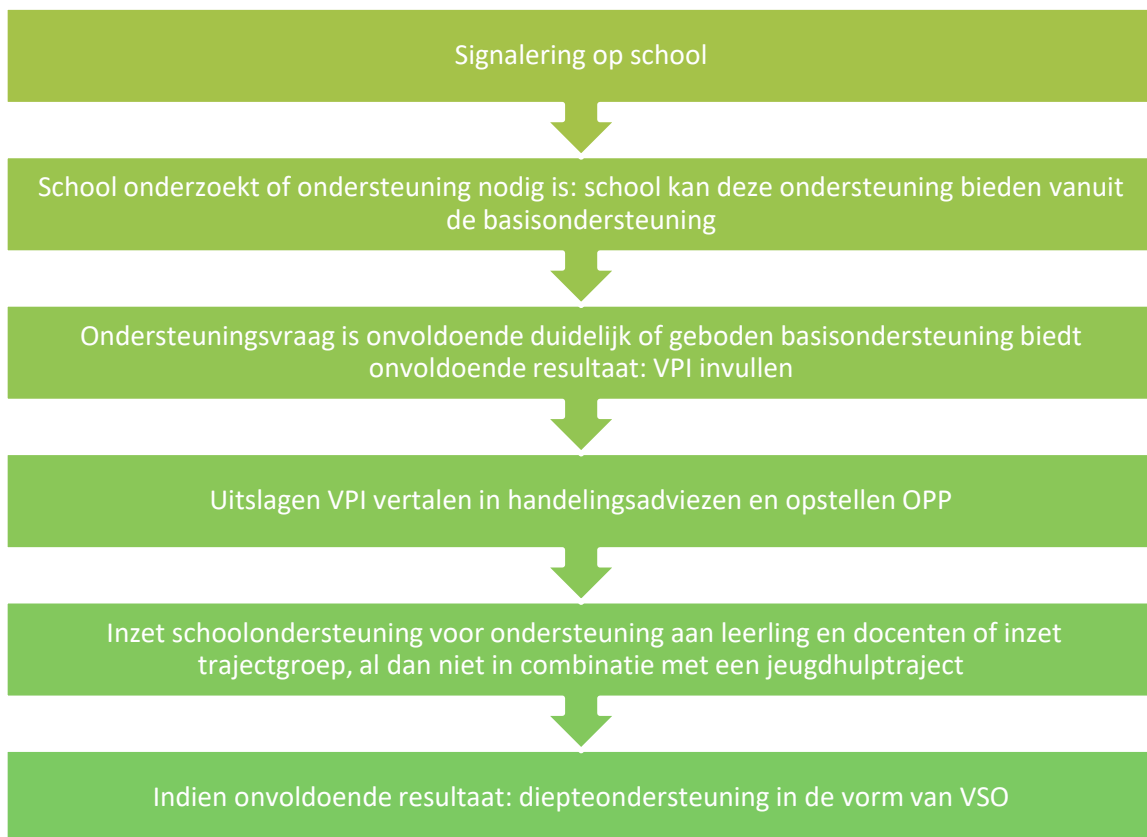 Signalering op school
School onderzoekt of ondersteuning nodig is: school kan deze ondersteuning bieden vanuit
de basisondersteuning
Ondersteuningsvraag is onvoldoende duidelijk of geboden basisondersteuning biedt
onvoldoende resultaat: VPI invullen
Uitslagen VPI vertalen in handelingsadviezen en opstellen OPP
Inzet schoolondersteuning voor ondersteuning aan leerling en docenten of inzet
trajectgroep, al dan niet in combinatie met een jeugdhulptraject
Indien onvoldoende resultaat: diepteondersteuning in de vorm van VSO